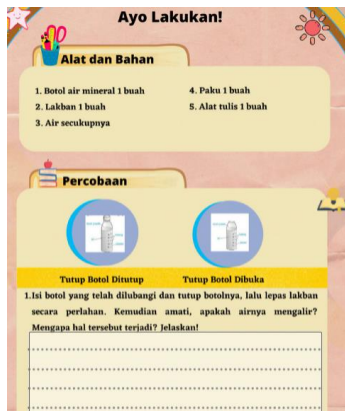 Ayo Lakukan!
Alat dan Bahan
1. Botol air mineral 1 buah
2. Lakban 1 buah
3. Air secukupnya
4. Paku 1 buah
5. Alat tulis 1 buah
Percobaan
Tutup Botol Ditutup
Tutup Botol Dibuka
1.Isi botol yang telah dilubangi dan tutup botolnya, lalu lepas lakban
secara perlahan. Kemudian amati, apakah airnya mengalir?
Mengapa hal tersebut terjadi? Jelaskan!